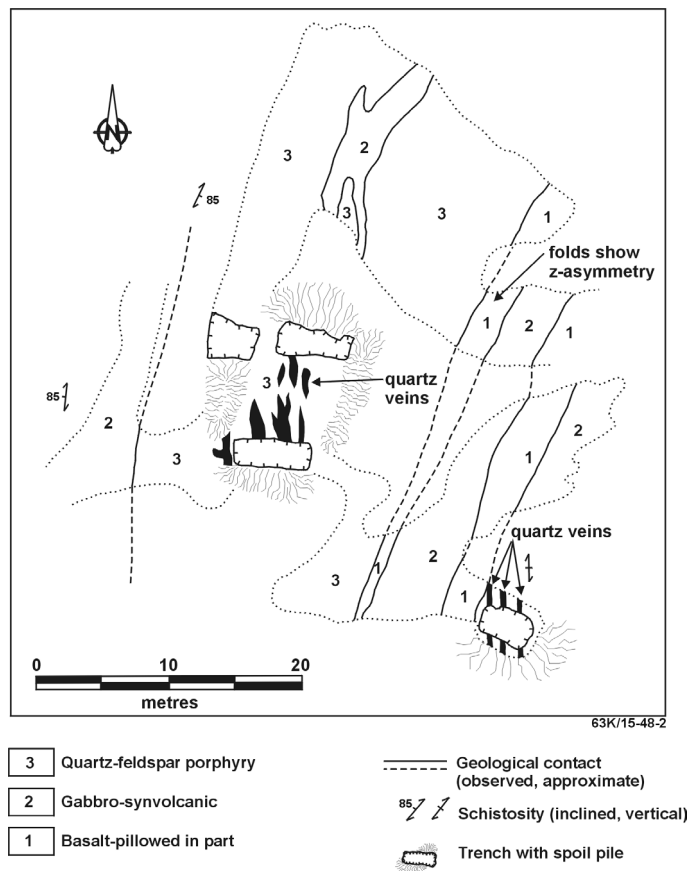 N
3
2
85
3
3
1
folds show
z-asymmetry
1
2
1
3
quartz
veins
85
2
2
1
3
quartz veins
2
3
1
1
0 10 20
metres
63K/15-48-2
3 Quartz-feldspar porphyry
2 Gabbro-synvolcanic
1 Basalt-pillowed in part
Geological contact
(observed, approximate)
85 Schistosity (inclined, vertical)
Trench with spoil pile